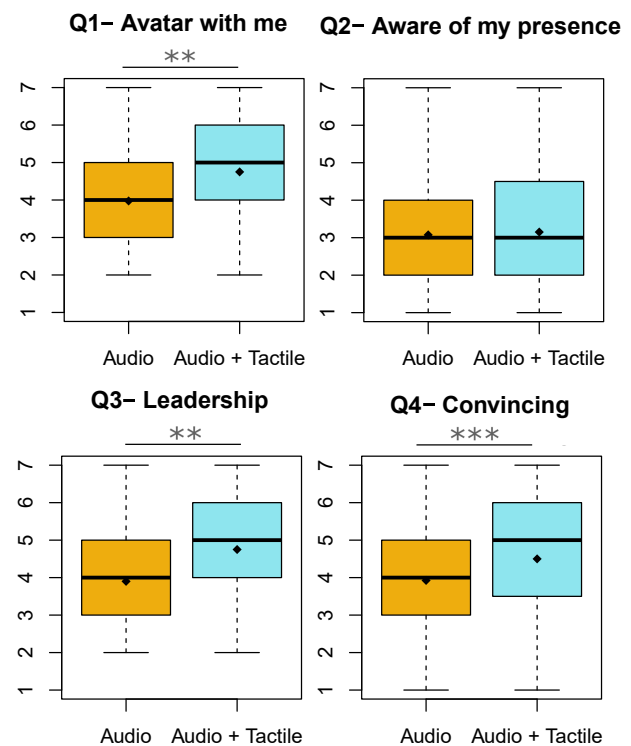 Q1– Avatar with me
**
7
6
5
4
3
2
1
Audio
Audio + Tactile
Q2– Aware of my presence
7
6
5
4
3
2
1
Audio
Audio + Tactile
Q3– Leadership
**
7
6
5
4
3
2
1
Audio
Audio + Tactile
Q4– Convincing
***
7
6
5
4
3
2
1
Audio
Audio + Tactile